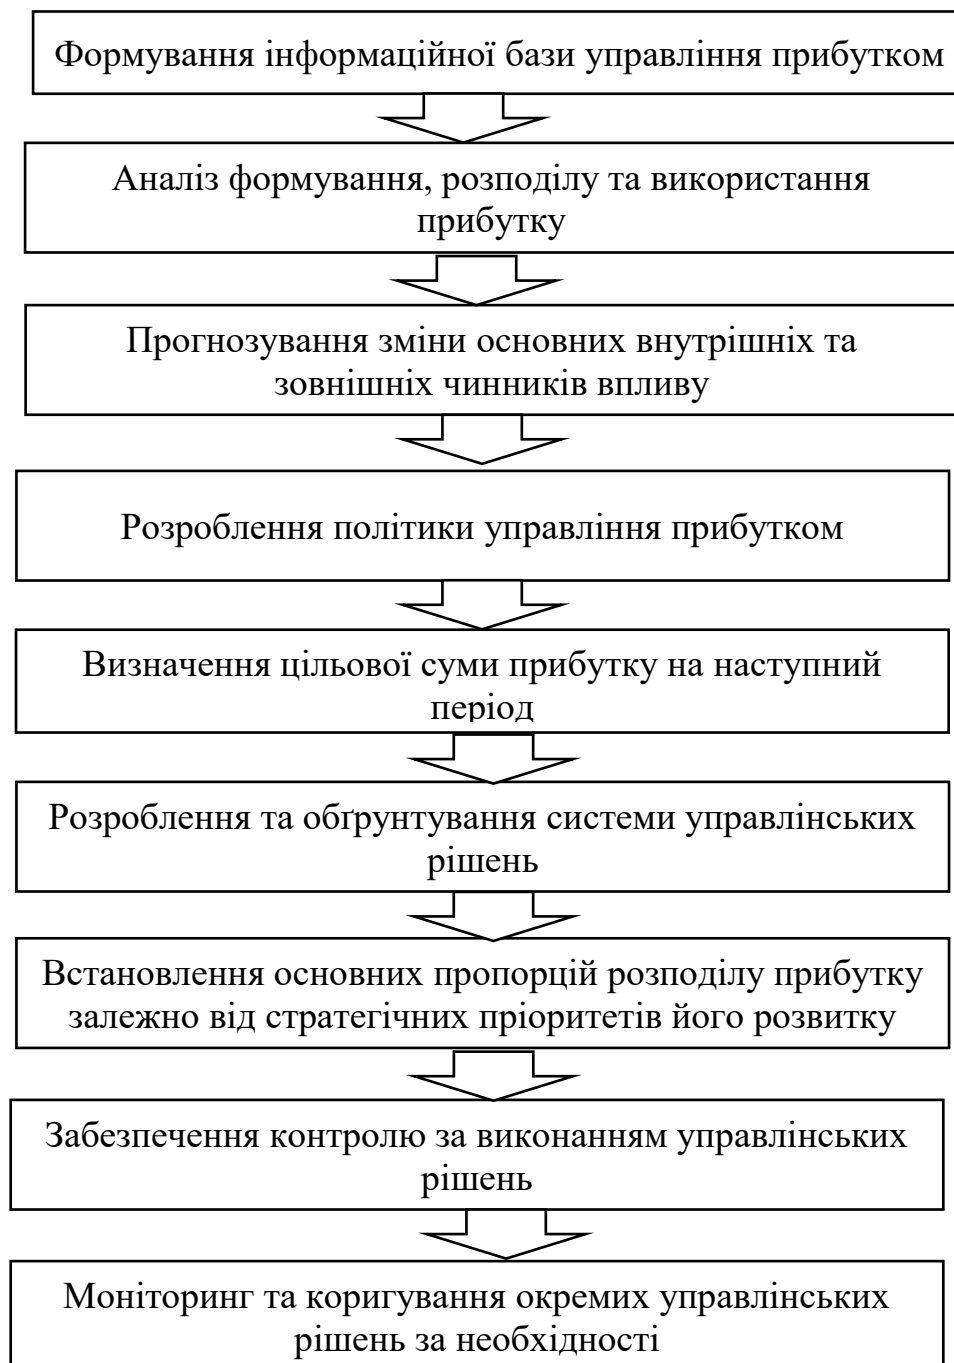 Формування інформаційної бази управління прибутком
Аналіз формування, розподілу та використання
прибутку
Прогнозування зміни основних внутрішніх та
зовнішніх чинників впливу
Розроблення політики управління прибутком
Визначення цільової суми прибутку на наступний
період
Розроблення та обґрунтування системи управлінських
рішень
Встановлення основних пропорцій розподілу прибутку
залежно від стратегічних пріоритетів його розвитку
Забезпечення контролю за виконанням управлінських
рішень
Моніторинг та коригування окремих управлінських
рішень за необхідності